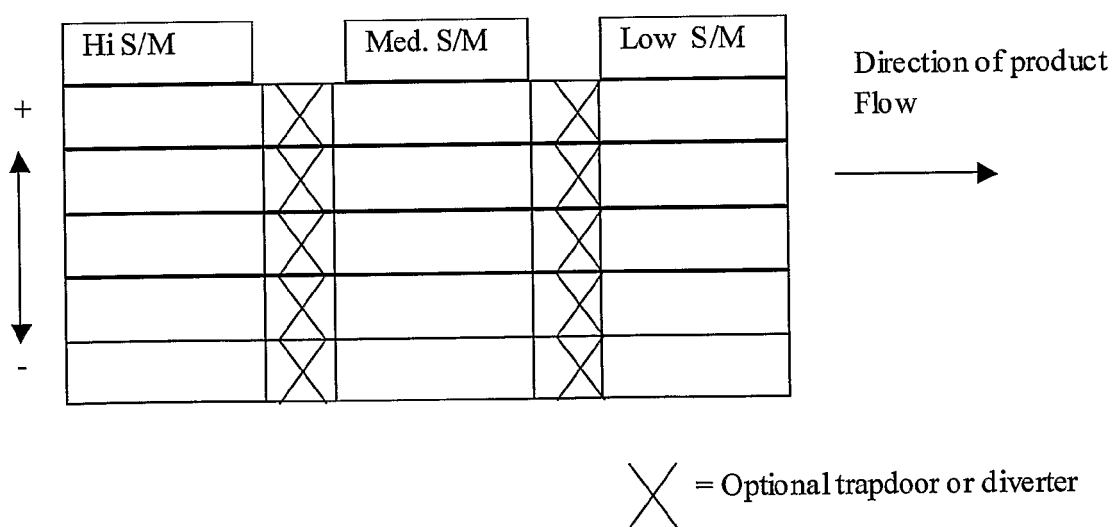 Hi S/M
Med. S/M
Low S/M
Direction of product
Flow
+
-
= Optional trapdoor or diverter